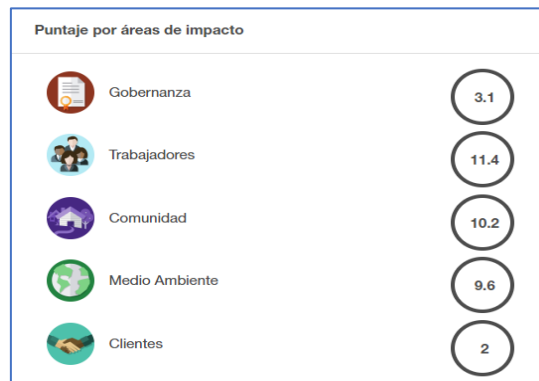 Puntaje por áreas de impacto
Gobernanza 3.1
Trabajadores 11.4
Comunidad 10.2
Medio Ambiente 9.6
Clientes 2